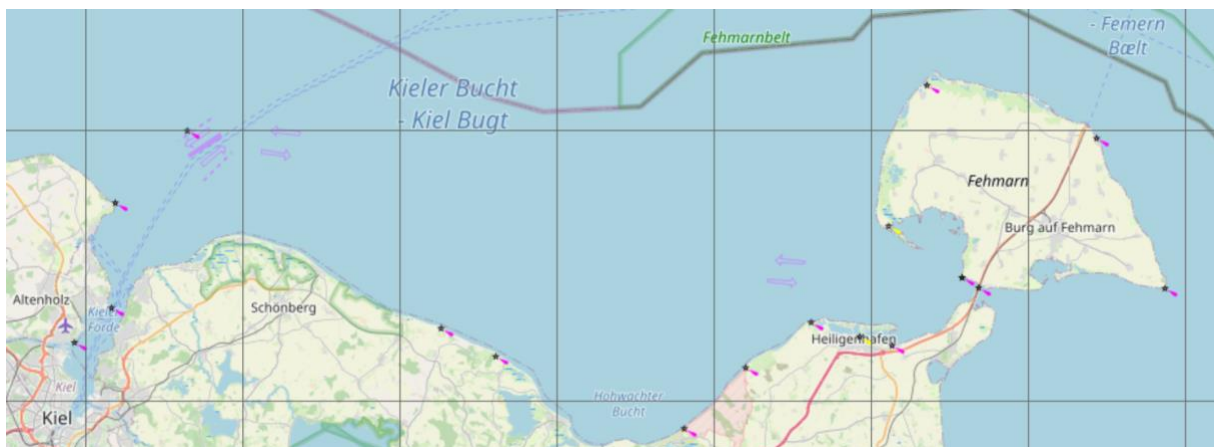 Fehmarnbelt
- Femern
Bælt
Kieler Bucht
- Kiel Bugt
Fehmarn
Burg auf Fehmarn
Altenholz
Kieler
Förde
Schönberg
Heiligenhafen
Hohwachter
Bucht
Kiel
Kiel